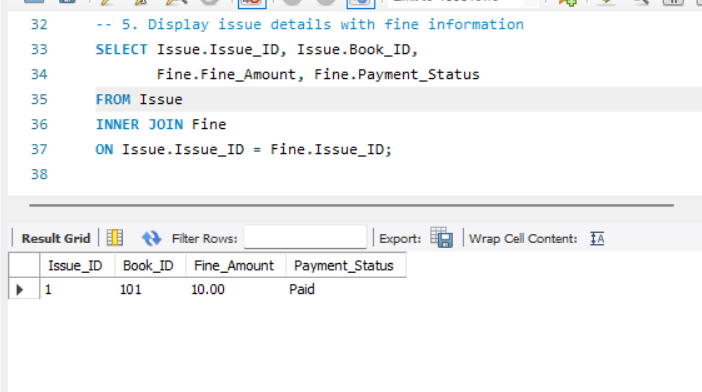 32 -- 5. Display issue details with fine information
33 SELECT Issue.Issue_ID, Issue.Book_ID,
34 Fine.Fine_Amount, Fine.Payment_Status
35 FROM Issue
36 INNER JOIN Fine
37 ON Issue.Issue_ID = Fine.Issue_ID;
38
Result Grid Filter Rows: Export: Wrap Cell Content: IA
Issue_ID Book_ID Fine_Amount Payment_Status
1 101 10.00 Paid